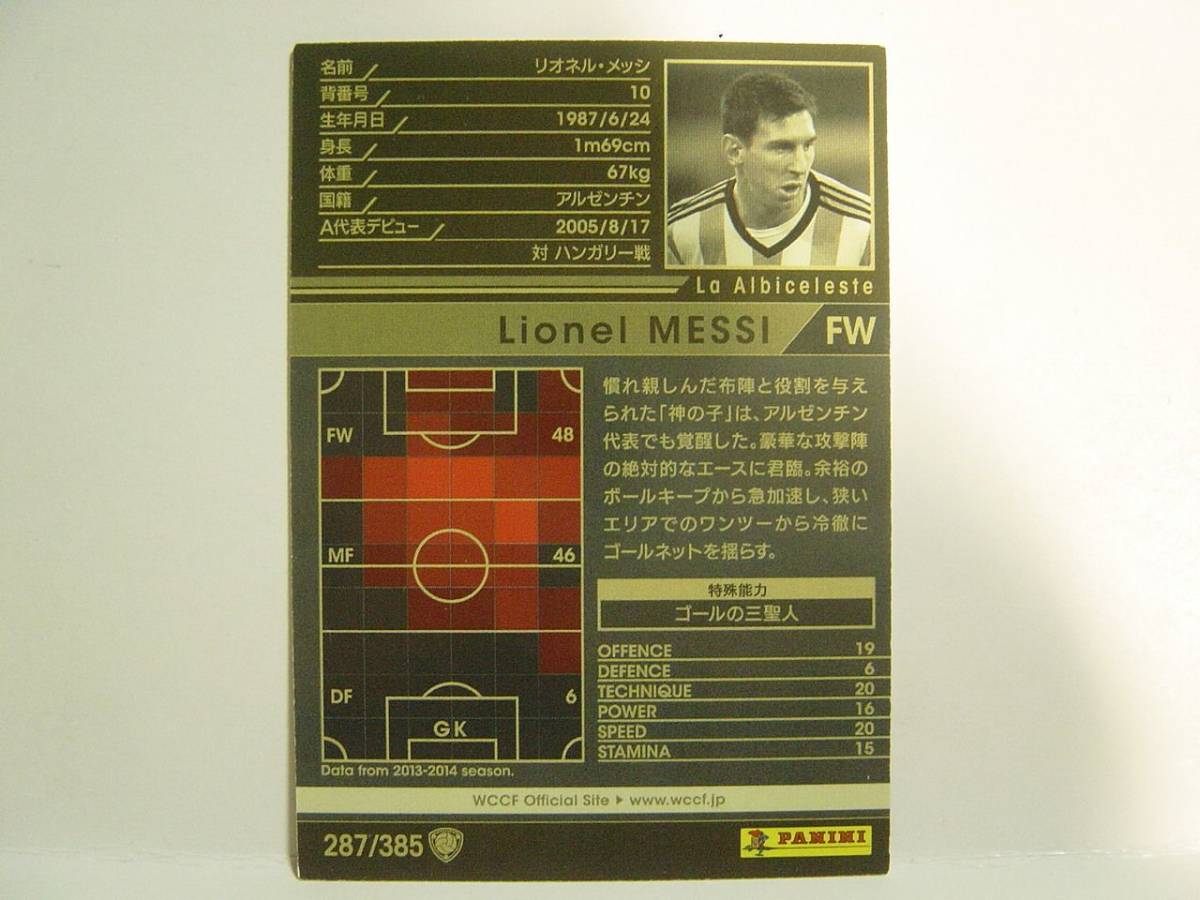 名前 リオネル・メッシ
背番号 10
生年月日 1987/6/24
身長 1m69cm
体重 67kg
国籍 アルゼンチン
A代表デビュー 2005/8/17
対 ハンガリー戦
La Albiceleste
Lionel MESSI FW
FW 48
MF 46
DF 6
GK
Data from 2013-2014 season.
慣れ親しんだ布陣と役割を与え
られた「神の子」は、アルゼンチン
代表でも覚醒した。豪華な攻撃陣
の絶対的なエースに君臨。余裕の
ボールキープから急加速し、狭い
エリアでのワンツーから冷徹に
ゴールネットを揺らす。
特殊能力
ゴールの三聖人
OFFENCE 19
DEFENCE 6
TECHNIQUE 20
POWER 16
SPEED 20
STAMINA 15
WCCF Official Site ▶ www.wccf.jp
287/385
PANINI